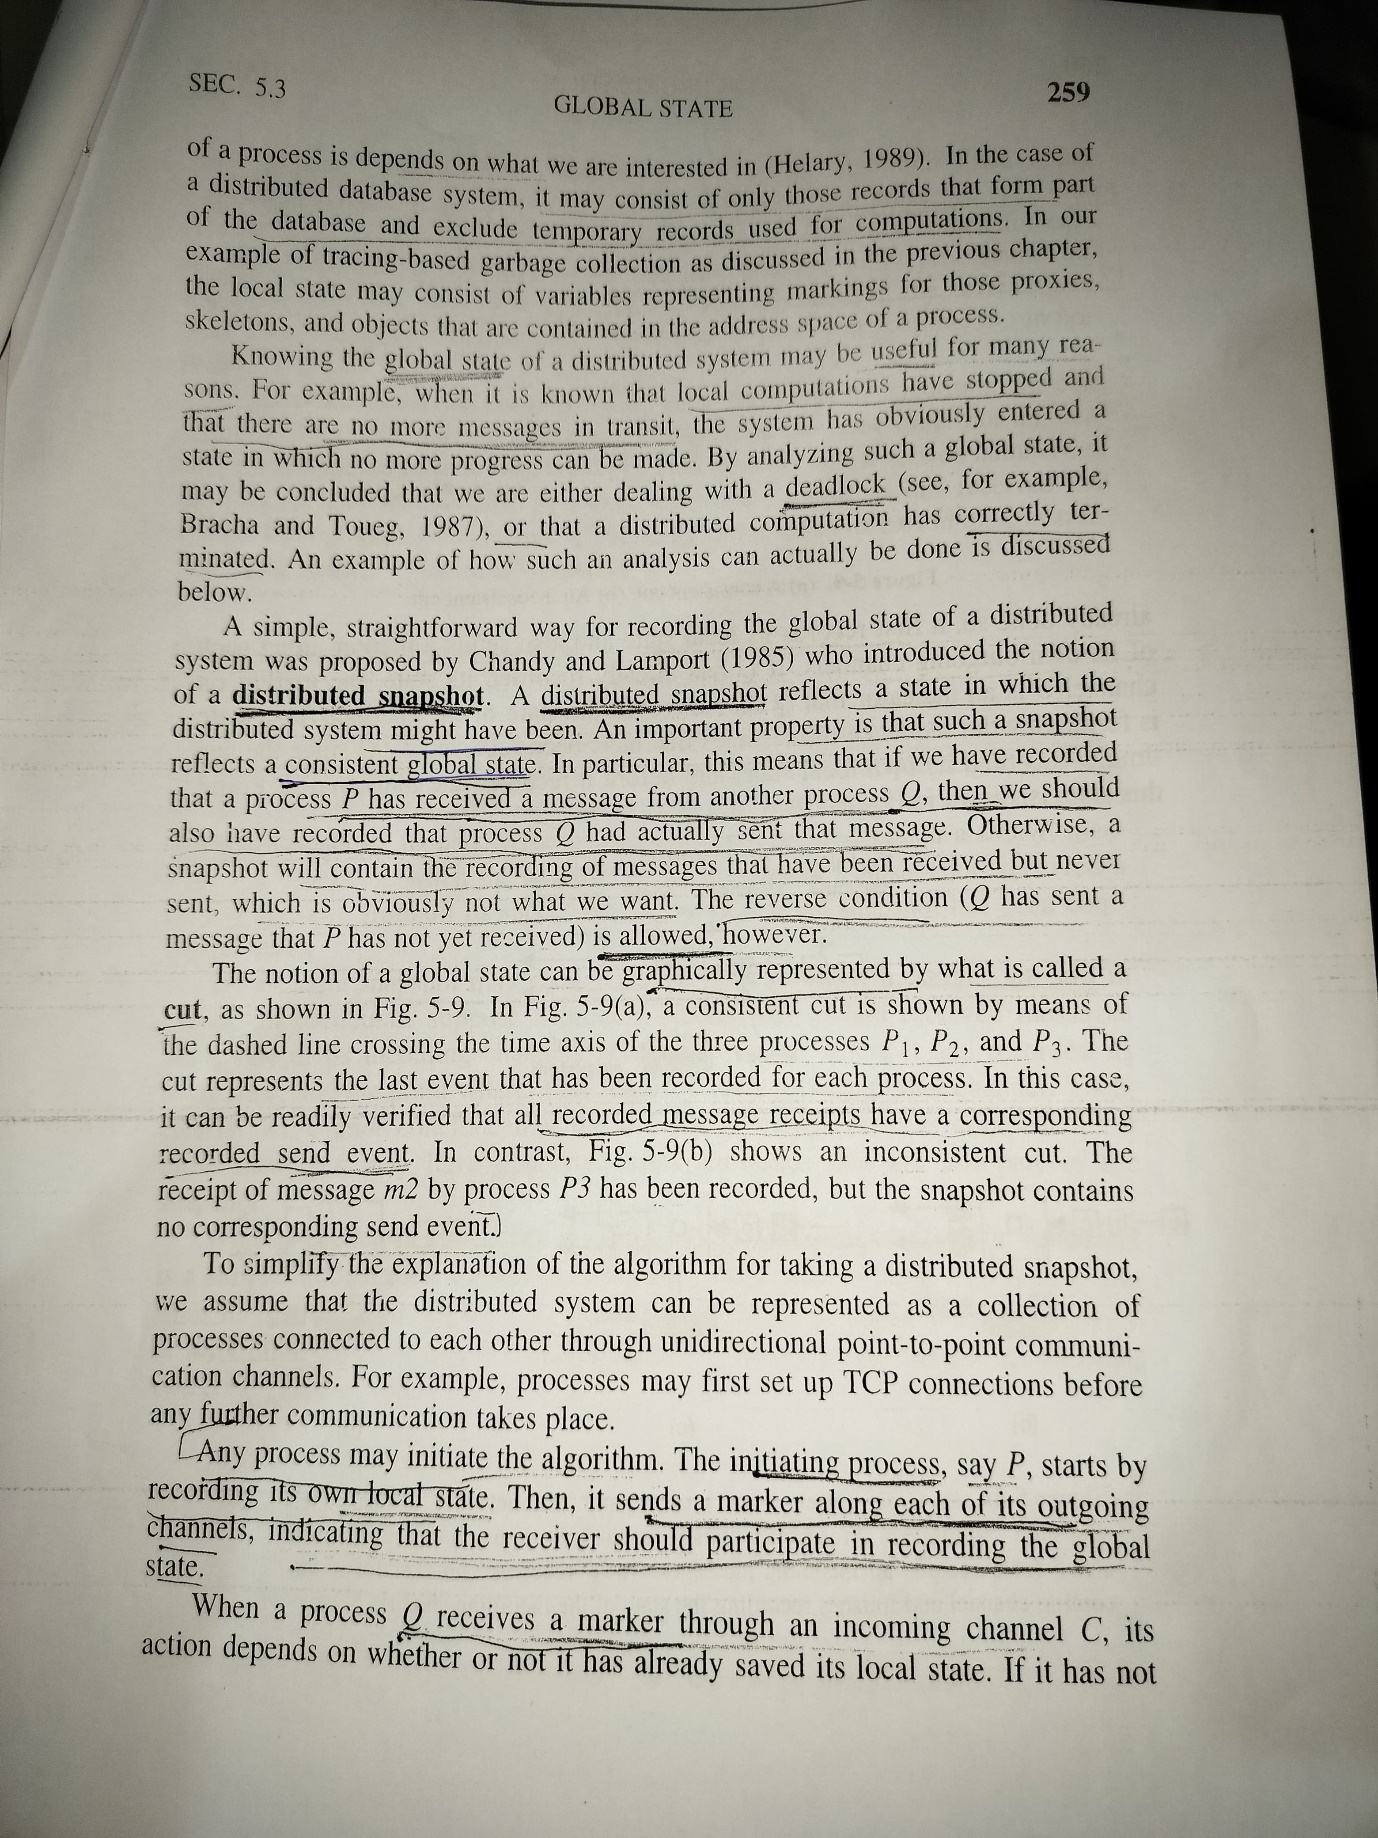 SEC. 5.3
GLOBAL STATE
259
of a process is depends on what we are interested in (Helary, 1989). In the case of
a distributed database system, it may consist of only those records that form part
of the database and exclude temporary records used for computations. In our
example of tracing-based garbage collection as discussed in the previous chapter,
the local state may consist of variables representing markings for those proxies,
skeletons, and objects that are contained in the address space of a process.
Knowing the global state of a distributed system may be useful for many rea-
sons. For example, when it is known that local computations have stopped and
that there are no more messages in transit, the system has obviously entered a
state in which no more progress can be made. By analyzing such a global state, it
may be concluded that we are either dealing with a deadlock (see, for example,
Bracha and Toueg, 1987), or that a distributed computation has correctly ter-
minated. An example of how such an analysis can actually be done is discussed
below.
A simple, straightforward way for recording the global state of a distributed
system was proposed by Chandy and Lamport (1985) who introduced the notion
of a distributed snapshot. A distributed snapshot reflects a state in which the
distributed system might have been. An important property is that such a snapshot
reflects a consistent global state. In particular, this means that if we have recorded
that a process P has received a message from another process Q, then we should
also have recorded that process Q had actually sent that message. Otherwise, a
snapshot will contain the recording of messages that have been received but never
sent, which is obviously not what we want. The reverse condition (Q has sent a
message that P has not yet received) is allowed, however.
The notion of a global state can be graphically represented by what is called a
cut, as shown in Fig. 5-9. In Fig. 5-9(a), a consistent cut is shown by means of
the dashed line crossing the time axis of the three processes P1, P2, and P3. The
cut represents the last event that has been recorded for each process. In this case,
it can be readily verified that all recorded message receipts have a corresponding
recorded send event. In contrast, Fig. 5-9(b) shows an inconsistent cut. The
receipt of message m2 by process P3 has been recorded, but the snapshot contains
no corresponding send event.)
To simplify the explanation of the algorithm for taking a distributed snapshot,
we assume that the distributed system can be represented as a collection of
processes connected to each other through unidirectional point-to-point communi-
cation channels. For example, processes may first set up TCP connections before
any further communication takes place.
Any process may initiate the algorithm. The initiating process, say P, starts by
recording its own local state. Then, it sends a marker along each of its outgoing
channels, indicating that the receiver should participate in recording the global
state.
When a process Q receives a marker through an incoming channel C, its
action depends on whether or not it has already saved its local state. If it has not